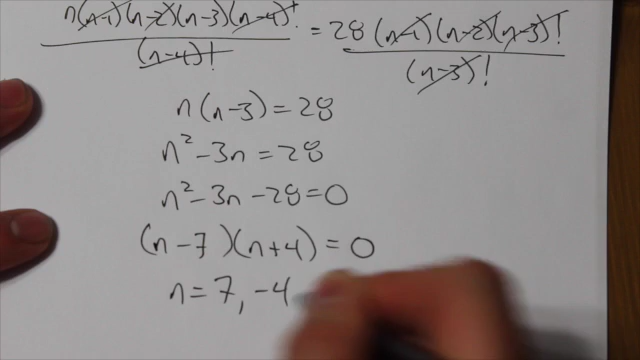 n(n-1)(n-2)(n-3)(n-4)! / (n-4)! = 28 (n-1)(n-2)(n-3)! / (n-3)!
n(n-3) = 28
n² - 3n = 28
n² - 3n - 28 = 0
(n - 7)(n + 4) = 0
n = 7, -4